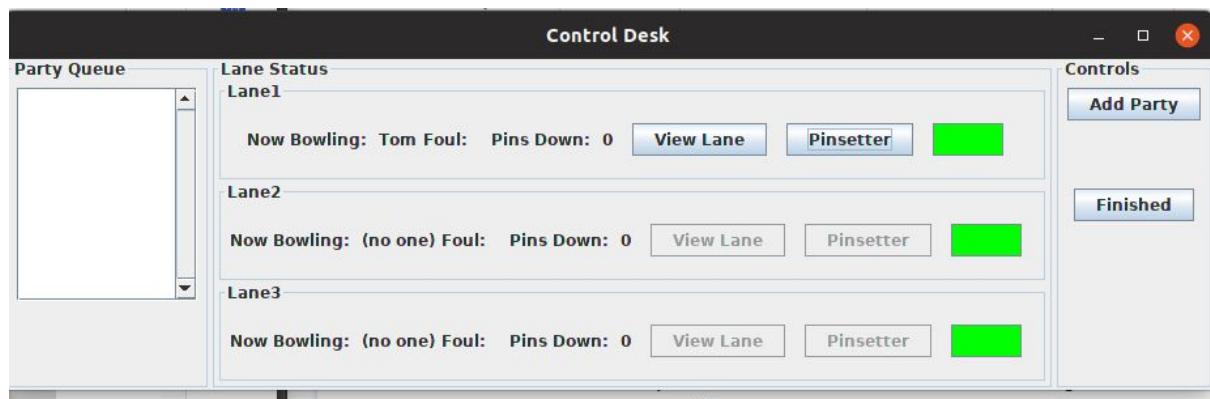 Control Desk
Party Queue
Lane Status
Lane1
Now Bowling: Tom Foul: Pins Down: 0 View Lane Pinsetter
Lane2
Now Bowling: (no one) Foul: Pins Down: 0 View Lane Pinsetter
Lane3
Now Bowling: (no one) Foul: Pins Down: 0 View Lane Pinsetter
Controls
Add Party
Finished